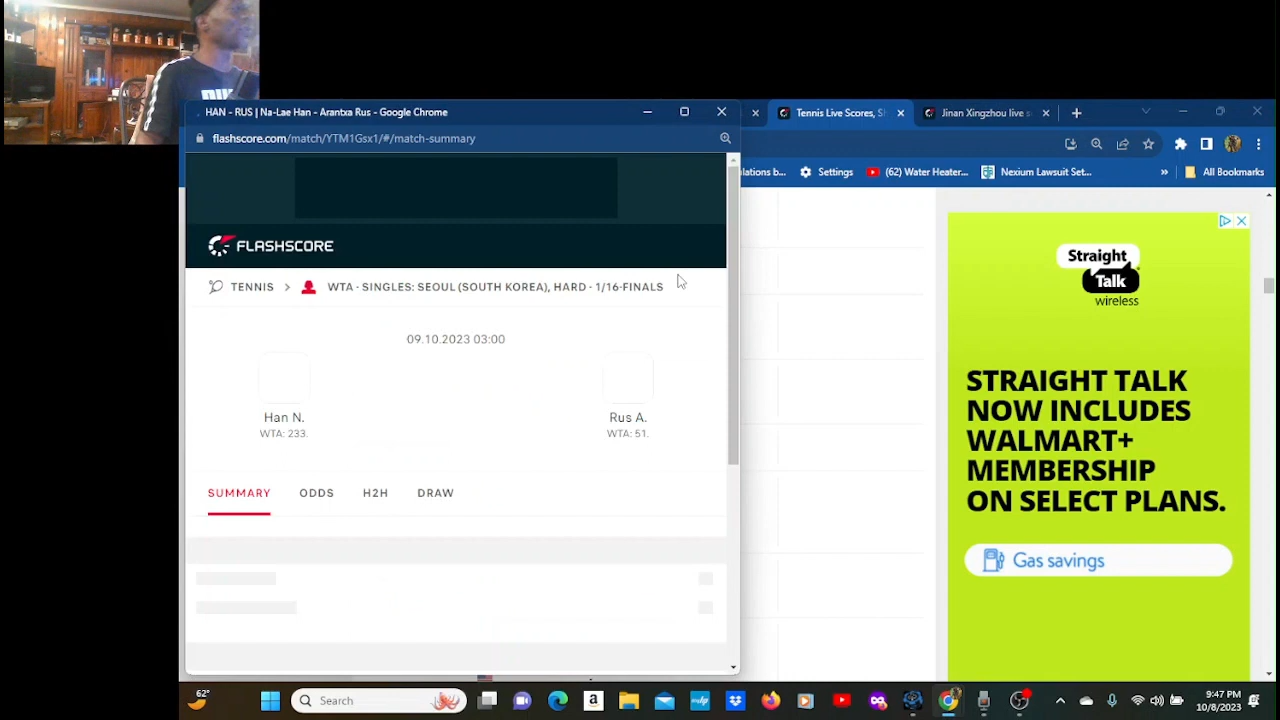 HAN - RUS | Na-Lae Han - Arantxa Rus - Google Chrome
Tennis Live Scores, S
Jinan Xingzhou live s
flashscore.com/match/YTM1Gsx1/#/match-summary
lations b...
Settings
(62) Water Heater...
Nexium Lawsuit Set...
»
All Bookmarks
FLASHSCORE
TENNIS > WTA - SINGLES: SEOUL (SOUTH KOREA), HARD - 1/16-FINALS
09.10.2023 03:00
Han N.
WTA: 233.
Rus A.
WTA: 51.
SUMMARY
ODDS
H2H
DRAW
Straight
Talk
wireless
STRAIGHT TALK
NOW INCLUDES
WALMART+
MEMBERSHIP
ON SELECT PLANS.
Gas savings
62°
Search
9:47 PM
10/8/2023